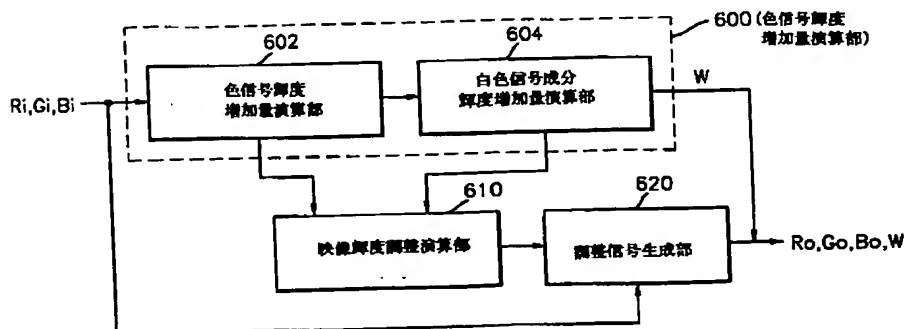 600(色信号輝度
増加量演算部)
602
604
色信号輝度
増加量演算部
白色信号成分
輝度増加量演算部
W
Ri,Gi,Bi
610
620
映像輝度調整演算部
調整信号生成部
Ro,Go,Bo,W